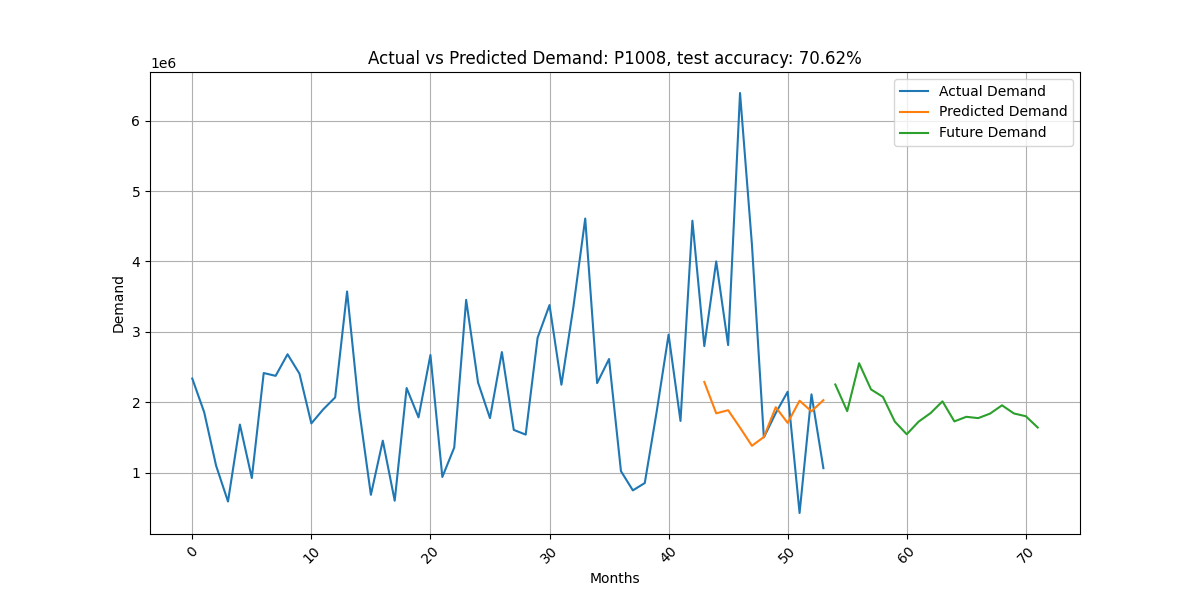 Actual vs Predicted Demand: P1008, test accuracy: 70.62%
1e6
Actual Demand
Predicted Demand
Future Demand
6
5
4
3
2
1
Demand
0 10 20 30 40 50 60 70
Months